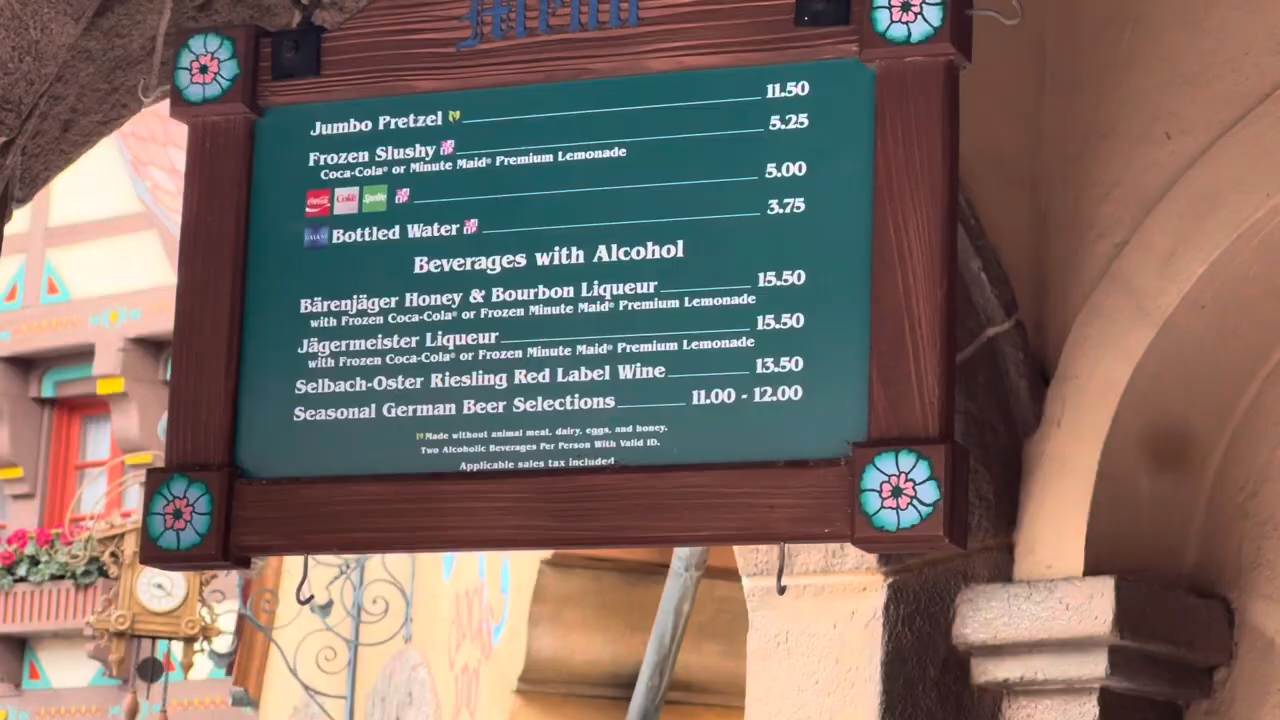 Jumbo Pretzel 11.50
Frozen Slushy 5.25
Coca-Cola® or Minute Maid® Premium Lemonade
Coca-Cola Coke Sprite 5.00
Bottled Water 3.75
Beverages with Alcohol
Bärenjäger Honey & Bourbon Liqueur 15.50
with Frozen Coca-Cola® or Frozen Minute Maid® Premium Lemonade
Jägermeister Liqueur 15.50
with Frozen Coca-Cola® or Frozen Minute Maid® Premium Lemonade
Selbach-Oster Riesling Red Label Wine 13.50
Seasonal German Beer Selections 11.00 - 12.00
Made without animal meat, dairy, eggs, and honey.
Two Alcoholic Beverages Per Person With Valid ID.
Applicable sales tax included